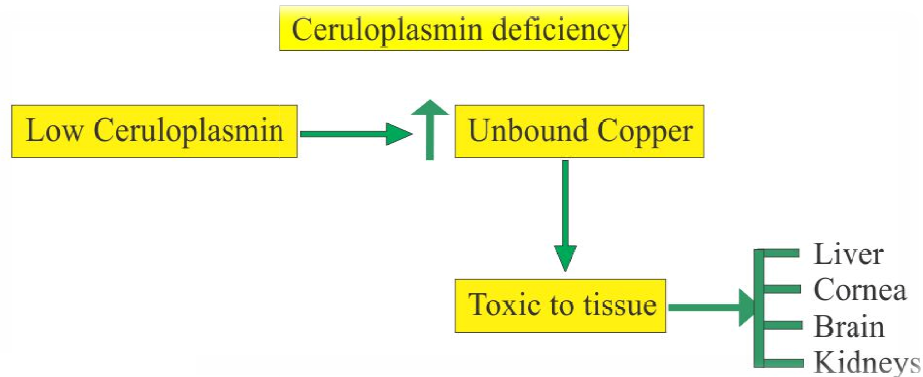 Ceruloplasmin deficiency
Low Ceruloplasmin
Unbound Copper
Toxic to tissue
Liver
Cornea
Brain
Kidneys